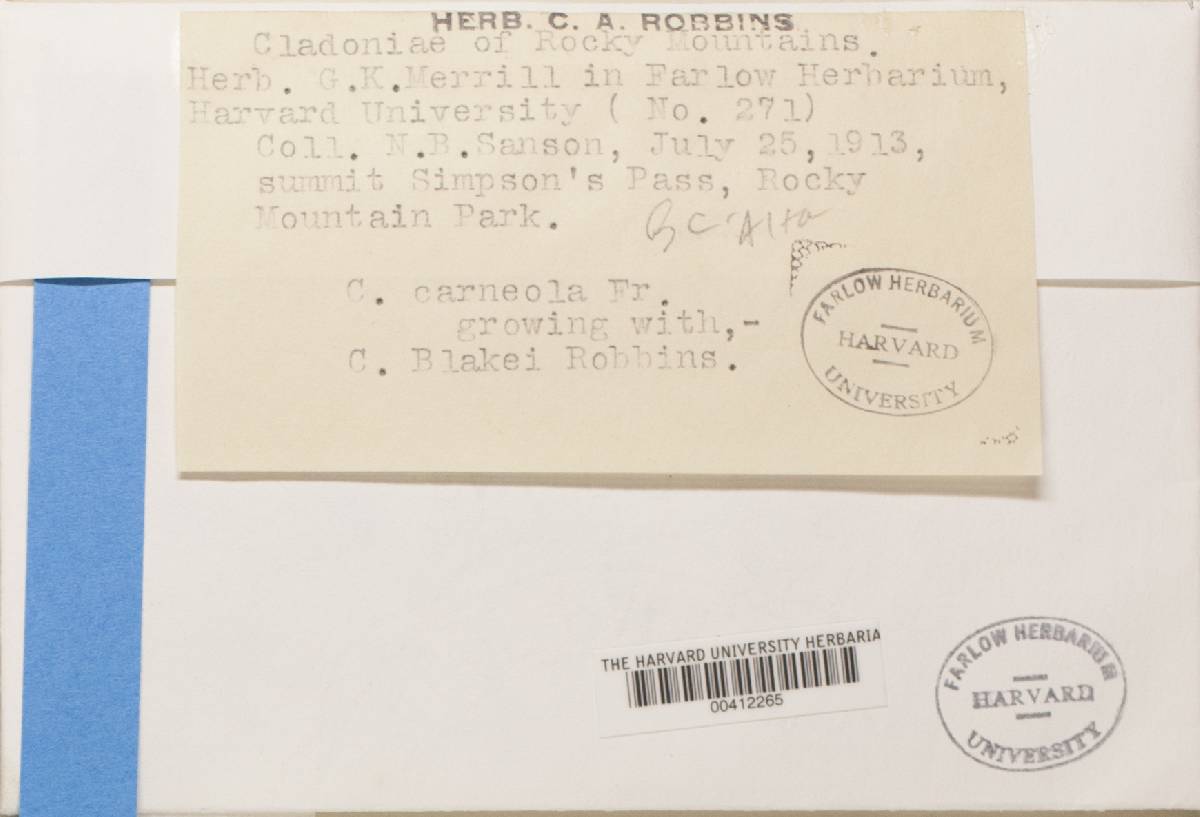 HERB. C. A. ROBBINS
Cladoniae of Rocky Mountains.
Herb. G.K.Merrill in Farlow Herbarium,
Harvard University ( No. 271)
Coll. N.B.Sanson, July 25,1913,
summit Simpson's Pass, Rocky
Mountain Park.
BC Alta
C. carneola Fr.
growing with,-
C. Blakei Robbins.
FARLOW HERBARIUM
HARVARD
UNIVERSITY
THE HARVARD UNIVERSITY HERBARIA
00412265
FARLOW HERBARIUM
HARVARD
UNIVERSITY